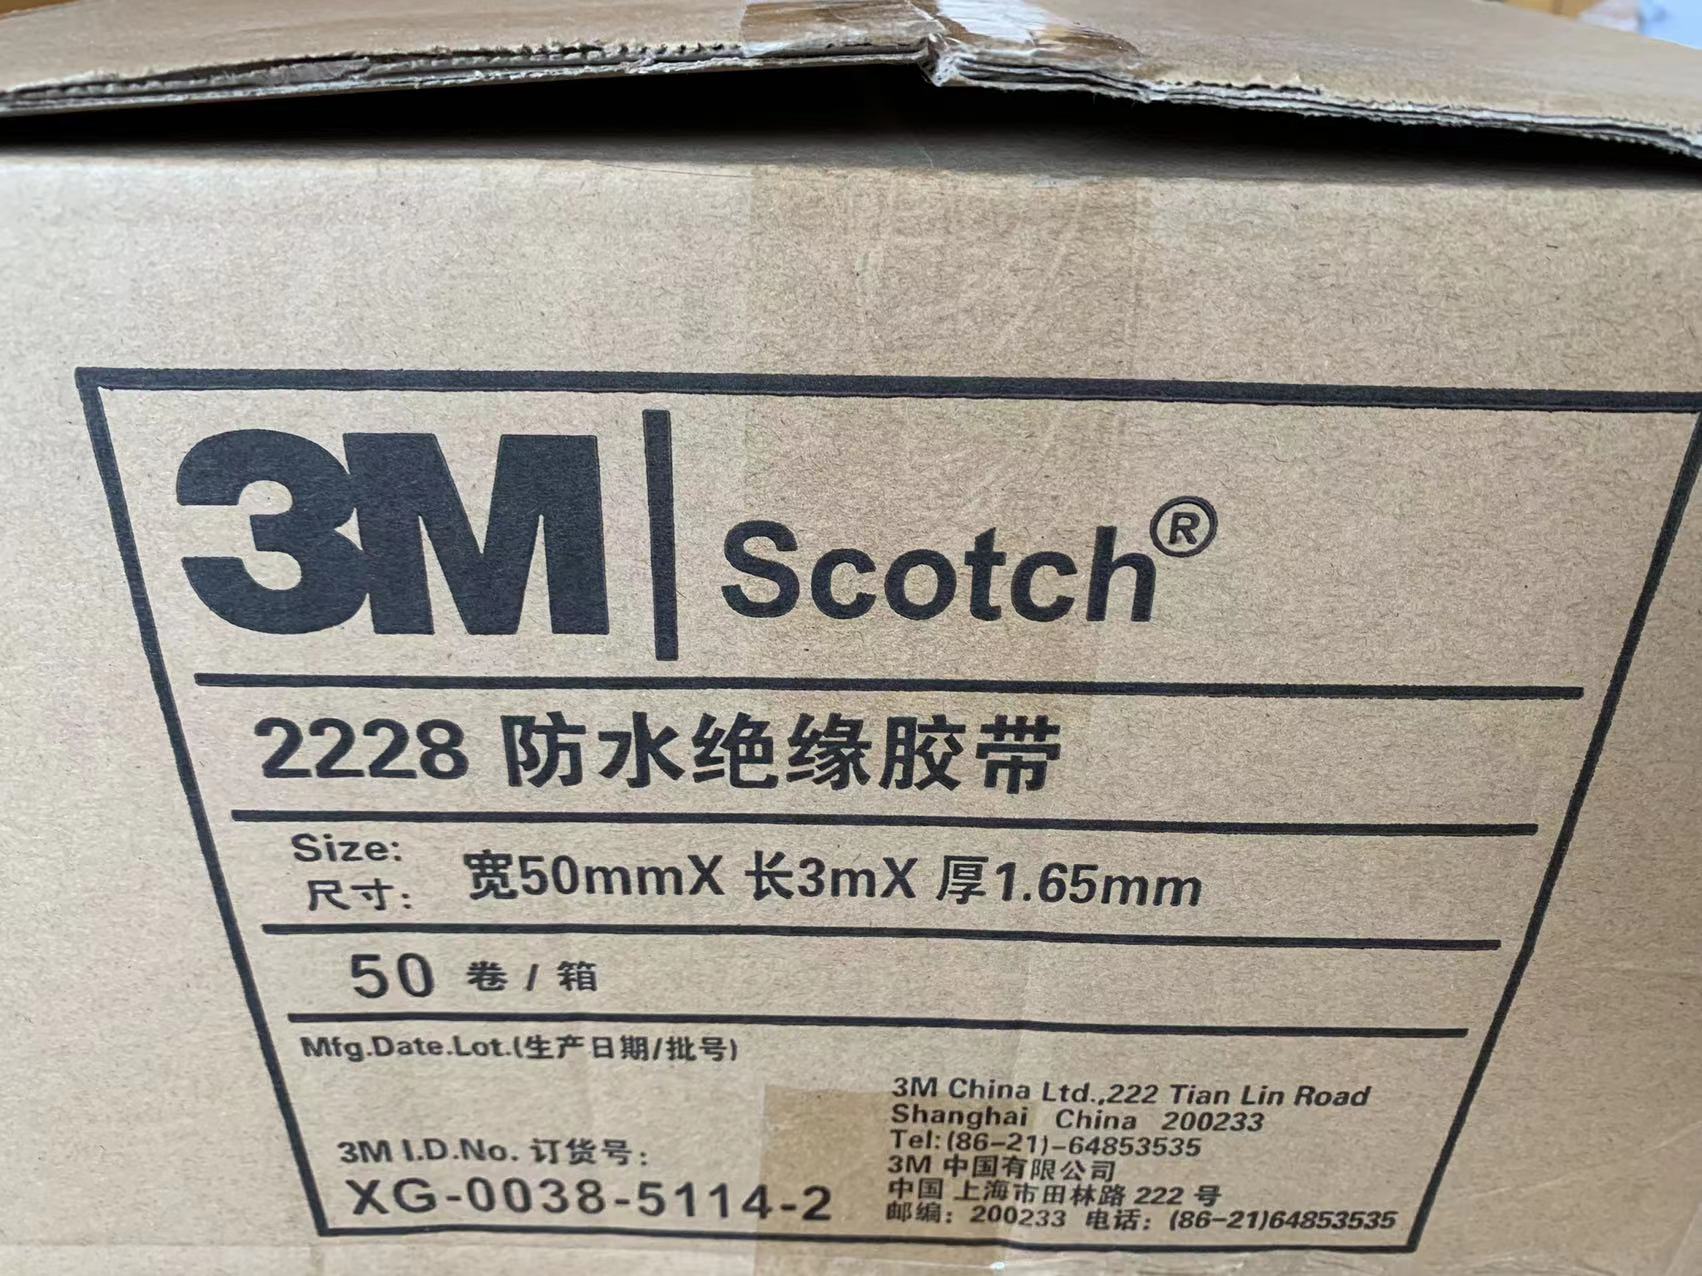 3M Scotch®
2228 防水绝缘胶带
Size:
尺寸:
宽50mmX 长3mX 厚1.65mm
50 卷 / 箱
Mfg.Date.Lot.(生产日期/批号)
3M China Ltd.,222 Tian Lin Road
Shanghai China 200233
Tel:(86-21)-64853535
3M 中国有限公司
中国上海市田林路 222 号
邮编: 200233 电话: (86-21)64853535
3M I.D.No. 订货号:
XG-0038-5114-2